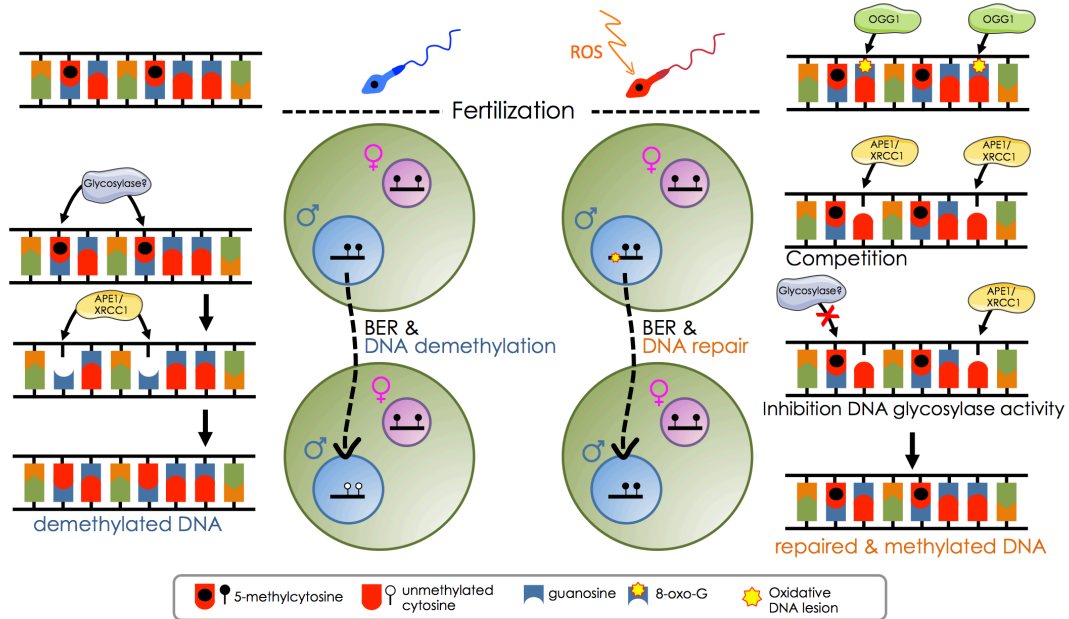 OGG1
OGG1
ROS
Fertilization
♀
♀
APE1/
XRCC1
APE1/
XRCC1
Glycosylase?
♂
♂
Competition
Glycosylase?
APE1/
XRCC1
APE1/
XRCC1
BER &
DNA demethylation
BER &
DNA repair
♀
♀
Inhibition DNA glycosylase activity
♂
♂
demethylated DNA
repaired & methylated DNA
5-methylcytosine
unmethylated
cytosine
guanosine
8-oxo-G
Oxidative
DNA lesion